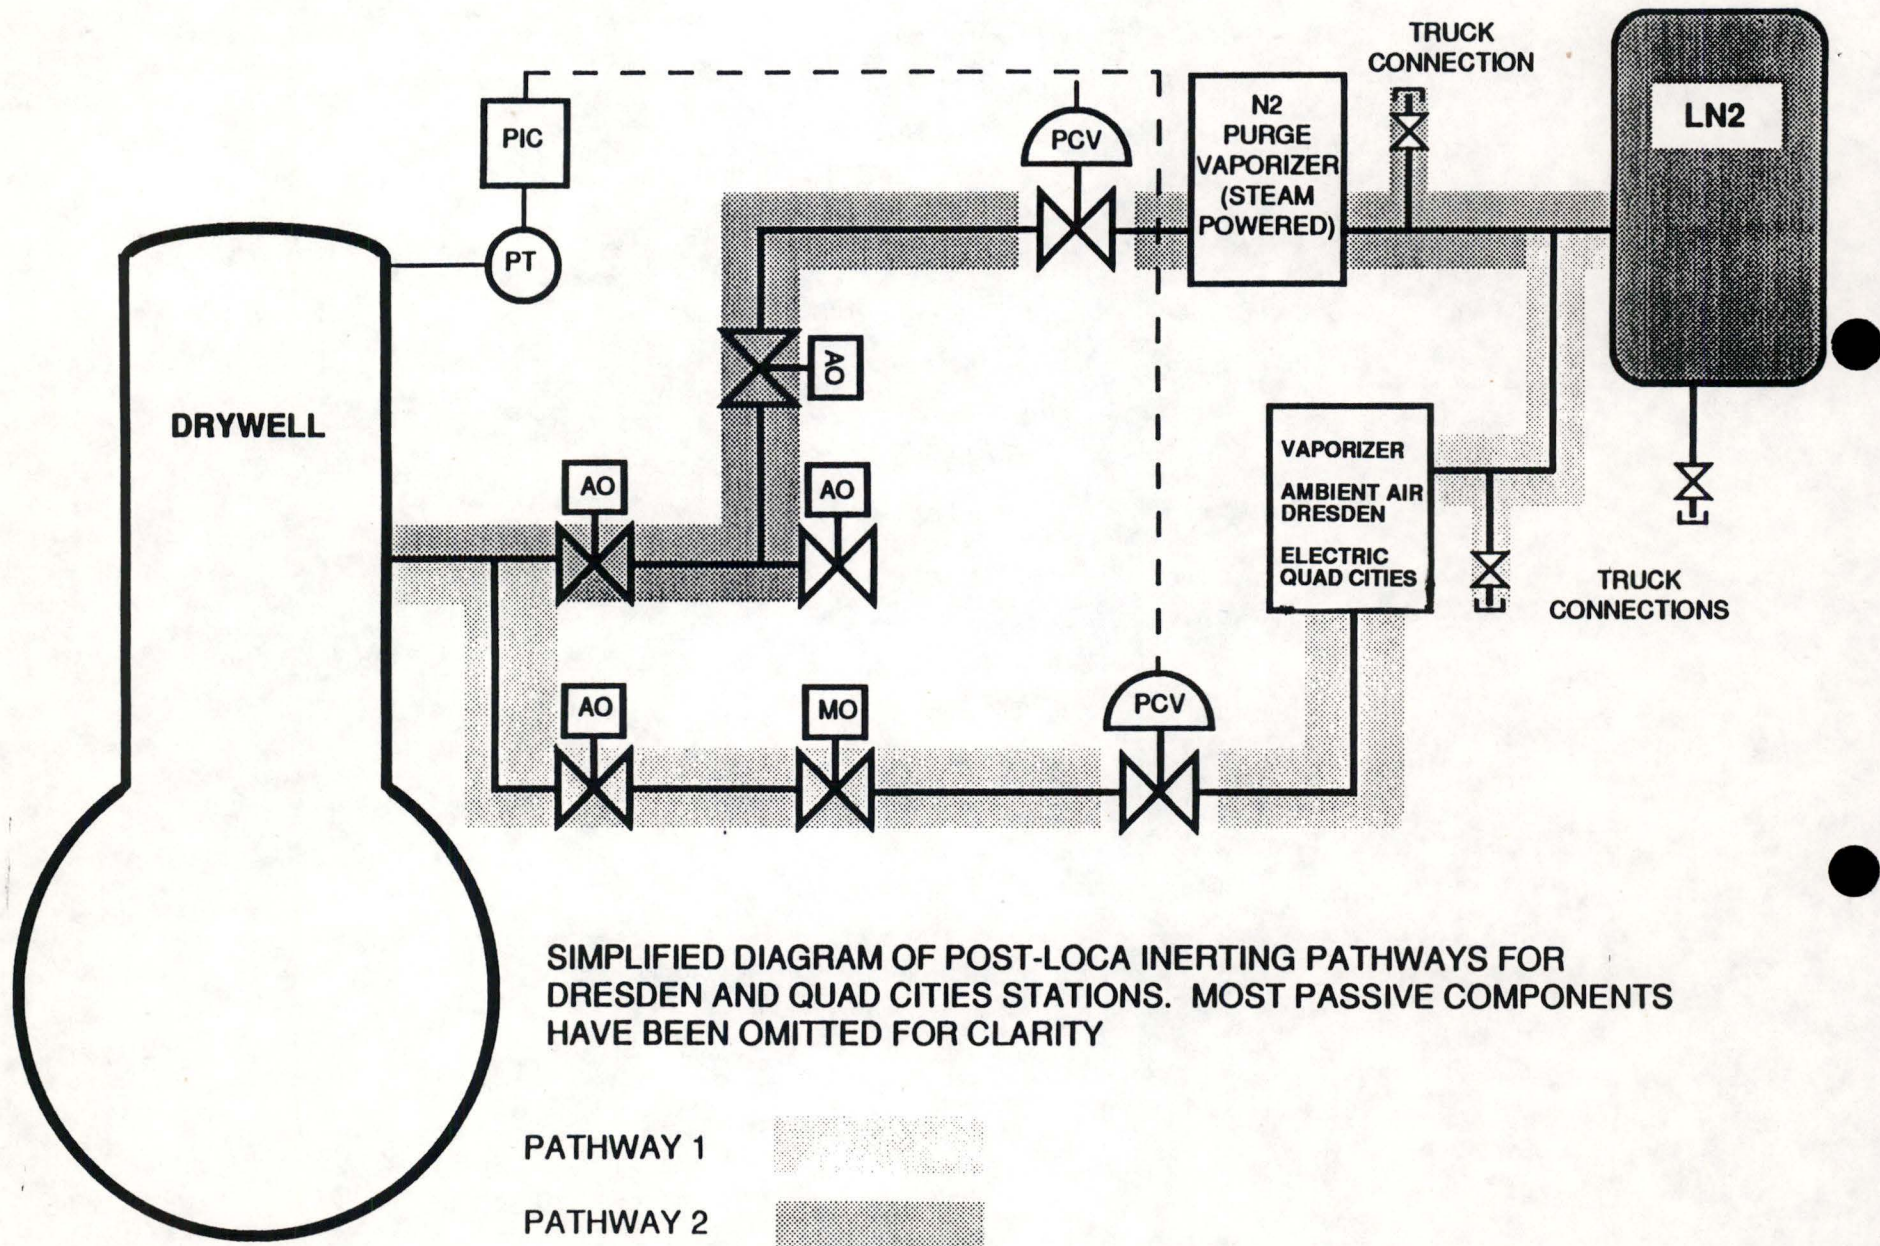 TRUCK
CONNECTION
LN2
N2
PURGE
VAPORIZER
(STEAM
POWERED)
PCV
PIC
PT
AO
DRYWELL
AO
AO
VAPORIZER
AMBIENT AIR
DRESDEN
ELECTRIC
QUAD CITIES
TRUCK
CONNECTIONS
AO
MO
PCV
SIMPLIFIED DIAGRAM OF POST-LOCA INERTING PATHWAYS FOR
DRESDEN AND QUAD CITIES STATIONS. MOST PASSIVE COMPONENTS
HAVE BEEN OMITTED FOR CLARITY
PATHWAY 1
PATHWAY 2